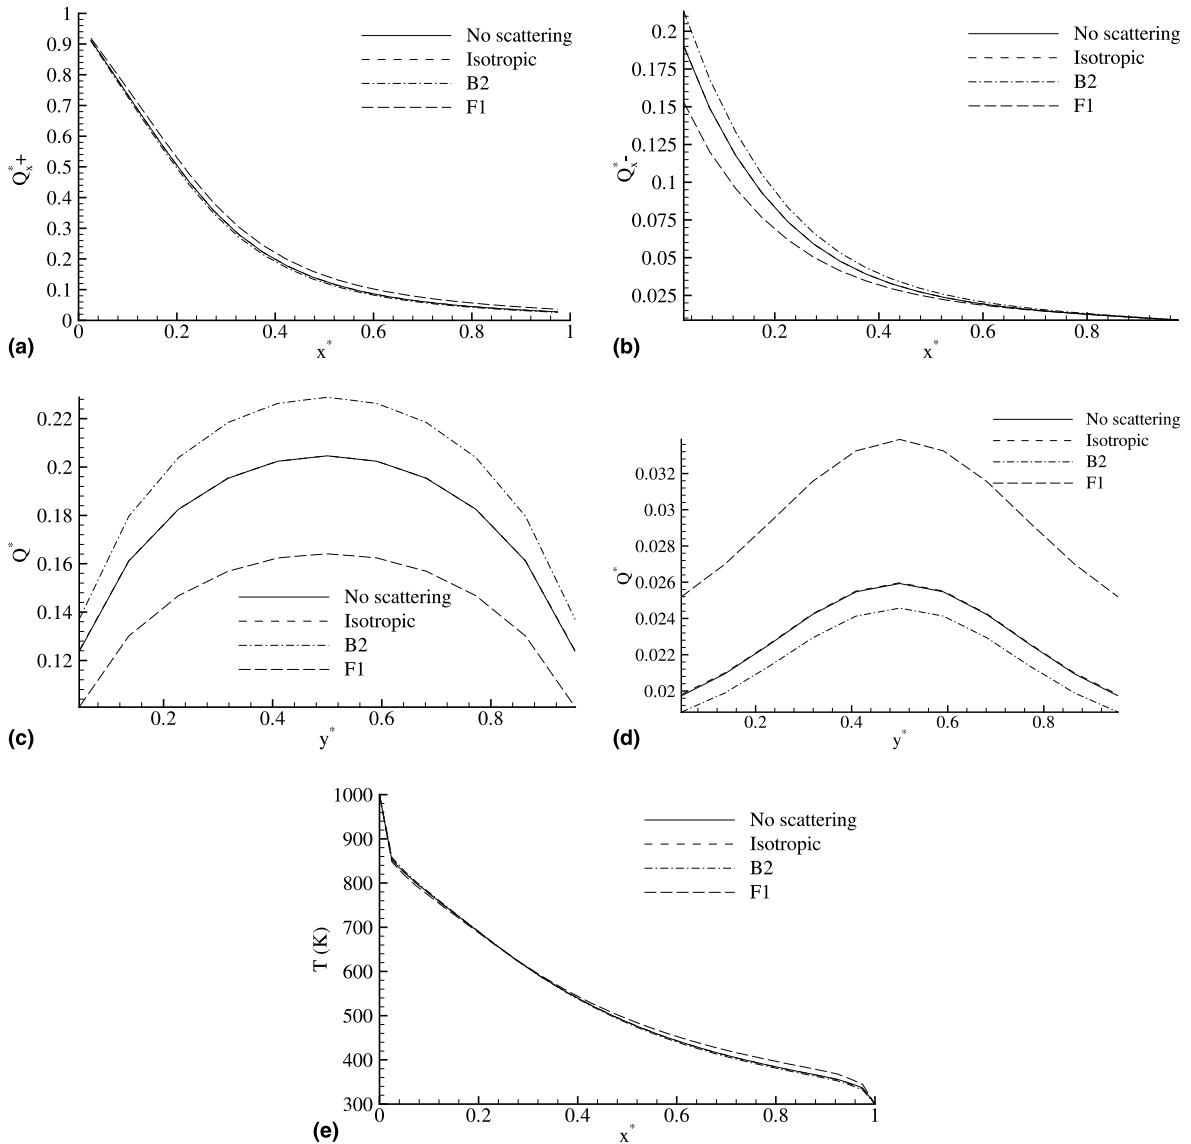 1
0.9
0.8
0.7
0.6
0.5
0.4
0.3
0.2
0.1
0
Q*x+
0 0.2 0.4 0.6 0.8 1
x*
No scattering
Isotropic
B2
F1
(a)
0.2
0.175
0.15
0.125
0.1
0.075
0.05
0.025
Q*x-
0.2 0.4 0.6 0.8
x*
No scattering
Isotropic
B2
F1
(b)
0.22
0.2
0.18
0.16
0.14
0.12
Q*
0.2 0.4 0.6 0.8
y*
No scattering
Isotropic
B2
F1
(c)
0.032
0.03
0.028
0.026
0.024
0.022
0.02
Q*
0.2 0.4 0.6 0.8
y*
No scattering
Isotropic
B2
F1
(d)
1000
900
800
700
600
500
400
300
T (K)
0 0.2 0.4 0.6 0.8 1
x*
No scattering
Isotropic
B2
F1
(e)